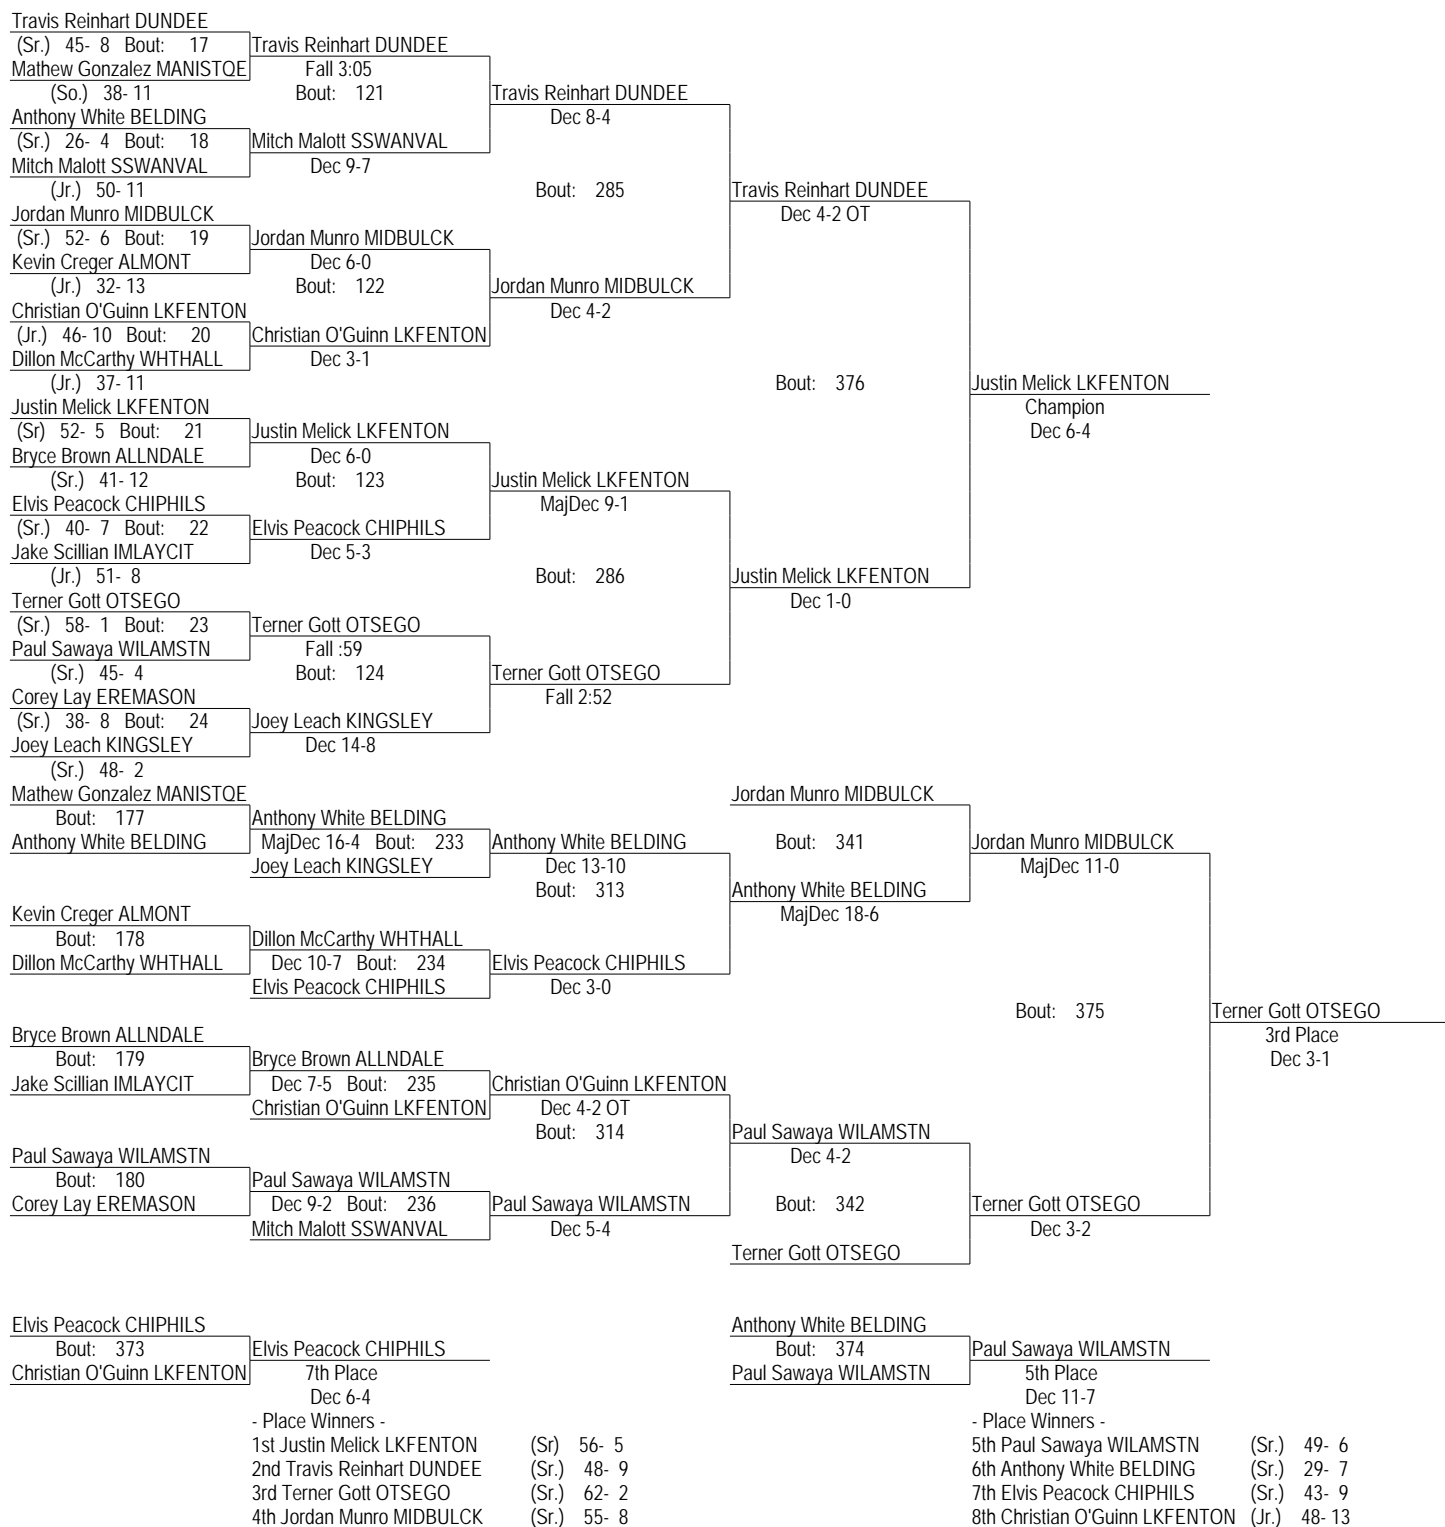 Travis Reinhart DUNDEE
(Sr.) 45- 8 Bout: 17 Travis Reinhart DUNDEE
Mathew Gonzalez MANISTQE Fall 3:05
(So.) 38- 11 Bout: 121 Travis Reinhart DUNDEE
Anthony White BELDING Dec 8-4
(Sr.) 26- 4 Bout: 18 Mitch Malott SSWANVAL
Mitch Malott SSWANVAL Dec 9-7
(Jr.) 50- 11 Bout: 285 Travis Reinhart DUNDEE
Jordan Munro MIDBULCK Dec 4-2 OT
(Sr.) 52- 6 Bout: 19 Jordan Munro MIDBULCK
Kevin Creger ALMONT Dec 6-0
(Jr.) 32- 13 Bout: 122 Jordan Munro MIDBULCK
Christian O'Guinn LKFENTON Dec 4-2
(Jr.) 46- 10 Bout: 20 Christian O'Guinn LKFENTON
Dillon McCarthy WHTHALL Dec 3-1
(Jr.) 37- 11 Bout: 376 Justin Melick LKFENTON
Justin Melick LKFENTON Champion
(Sr) 52- 5 Bout: 21 Justin Melick LKFENTON Dec 6-4
Bryce Brown ALLNDALE Dec 6-0
(Sr.) 41- 12 Bout: 123 Justin Melick LKFENTON
Elvis Peacock CHIPHILS MajDec 9-1
(Sr.) 40- 7 Bout: 22 Elvis Peacock CHIPHILS
Jake Scillian IMLAYCIT Dec 5-3
(Jr.) 51- 8 Bout: 286 Justin Melick LKFENTON
Terner Gott OTSEGO Dec 1-0
(Sr.) 58- 1 Bout: 23 Terner Gott OTSEGO
Paul Sawaya WILAMSTN Fall :59
(Sr.) 45- 4 Bout: 124 Terner Gott OTSEGO
Corey Lay EREMASON Fall 2:52
(Sr.) 38- 8 Bout: 24 Joey Leach KINGSLEY
Joey Leach KINGSLEY Dec 14-8
(Sr.) 48- 2
Mathew Gonzalez MANISTQE Jordan Munro MIDBULCK
Bout: 177 Anthony White BELDING
Anthony White BELDING MajDec 16-4 Bout: 233 Anthony White BELDING Bout: 341 Jordan Munro MIDBULCK
Joey Leach KINGSLEY Dec 13-10 MajDec 11-0
Bout: 313 Anthony White BELDING
Kevin Creger ALMONT MajDec 18-6
Bout: 178 Dillon McCarthy WHTHALL
Dillon McCarthy WHTHALL Dec 10-7 Bout: 234 Elvis Peacock CHIPHILS
Elvis Peacock CHIPHILS Dec 3-0
Bout: 375 Terner Gott OTSEGO
Bryce Brown ALLNDALE 3rd Place
Bout: 179 Bryce Brown ALLNDALE Dec 3-1
Jake Scillian IMLAYCIT Dec 7-5 Bout: 235 Christian O'Guinn LKFENTON
Christian O'Guinn LKFENTON Dec 4-2 OT
Bout: 314 Paul Sawaya WILAMSTN
Paul Sawaya WILAMSTN Dec 4-2
Bout: 180 Paul Sawaya WILAMSTN
Corey Lay EREMASON Dec 9-2 Bout: 236 Paul Sawaya WILAMSTN Bout: 342 Terner Gott OTSEGO
Mitch Malott SSWANVAL Dec 5-4 Dec 3-2
Terner Gott OTSEGO
Elvis Peacock CHIPHILS Anthony White BELDING
Bout: 373 Elvis Peacock CHIPHILS Bout: 374 Paul Sawaya WILAMSTN
Christian O'Guinn LKFENTON 7th Place Paul Sawaya WILAMSTN 5th Place
Dec 6-4 Dec 11-7
- Place Winners - - Place Winners -
1st Justin Melick LKFENTON (Sr) 56- 5 5th Paul Sawaya WILAMSTN (Sr.) 49- 6
2nd Travis Reinhart DUNDEE (Sr.) 48- 9 6th Anthony White BELDING (Sr.) 29- 7
3rd Terner Gott OTSEGO (Sr.) 62- 2 7th Elvis Peacock CHIPHILS (Sr.) 43- 9
4th Jordan Munro MIDBULCK (Sr.) 55- 8 8th Christian O'Guinn LKFENTON (Jr.) 48- 13